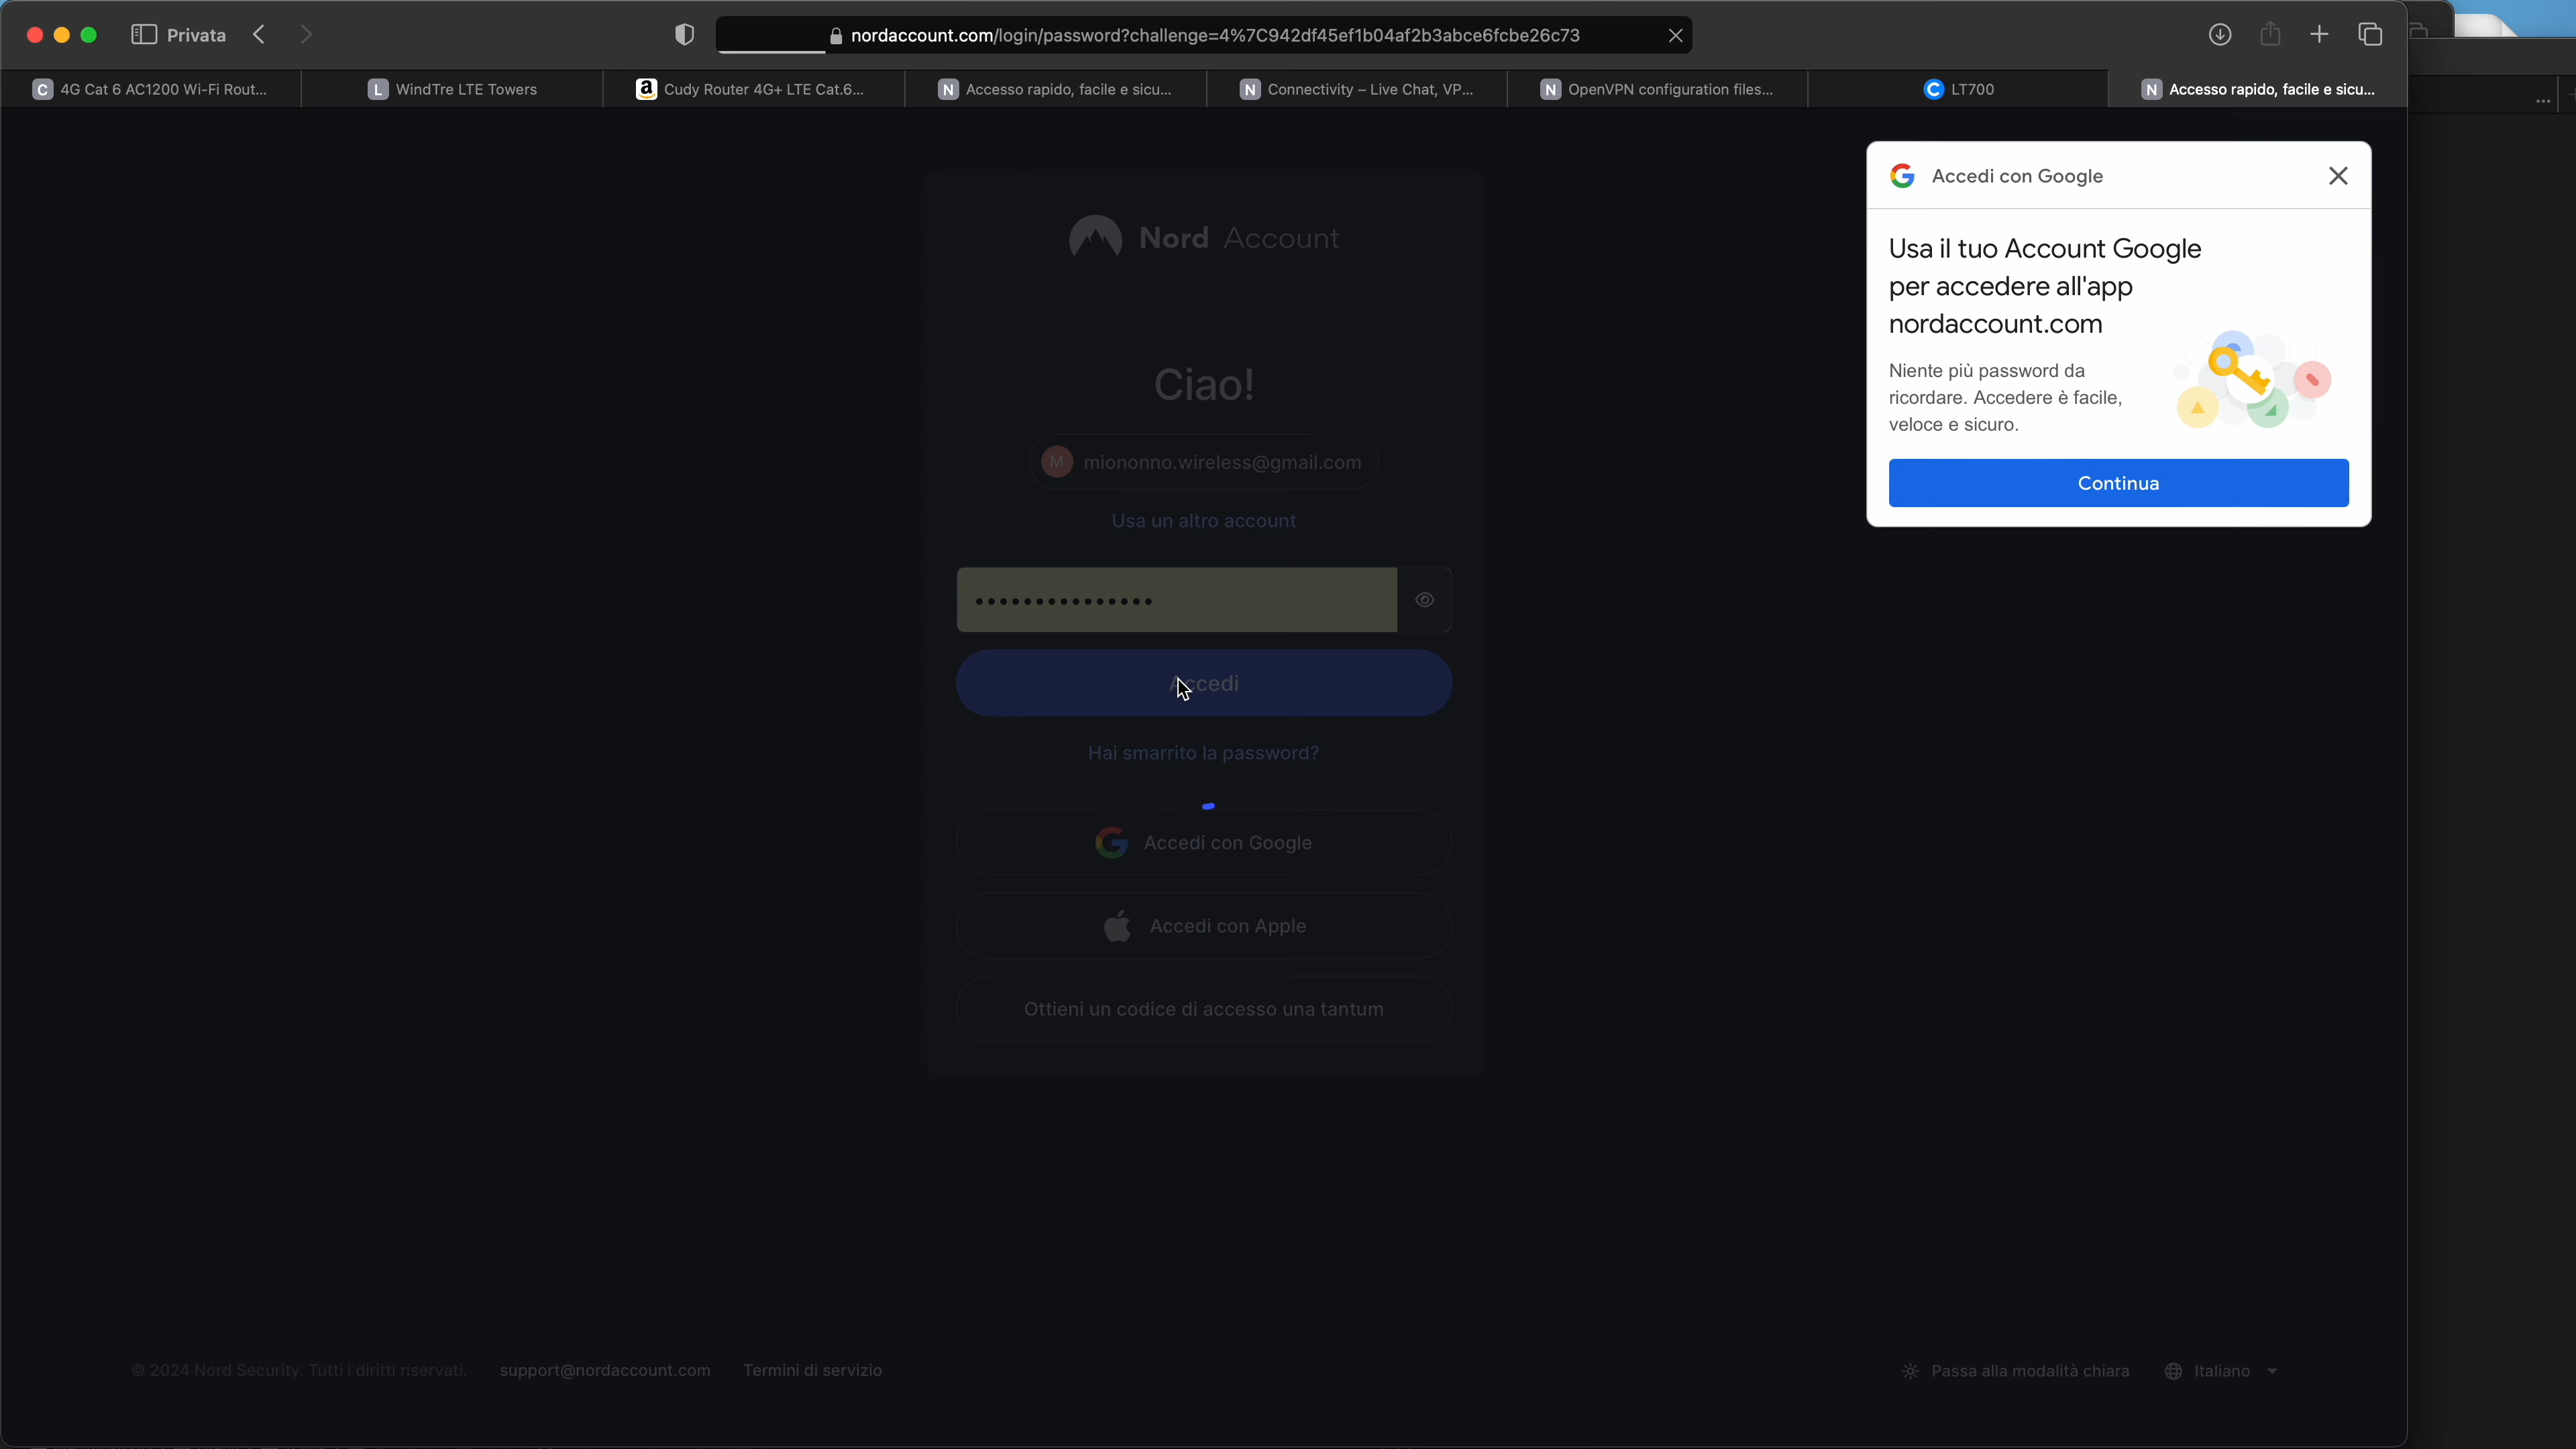 Privata
nordaccount.com/login/password?challenge=4%7C942df45ef1b04af2b3abce6fcbe26c73
C 4G Cat 6 AC1200 Wi-Fi Rout...
L WindTre LTE Towers
a Cudy Router 4G+ LTE Cat.6...
N Accesso rapido, facile e sicu...
N Connectivity – Live Chat, VP...
N OpenVPN configuration files...
C LT700
N Accesso rapido, facile e sicu...
Accedi con Google
Usa il tuo Account Google
per accedere all'app
nordaccount.com
Niente più password da
ricordare. Accedere è facile,
veloce e sicuro.
Continua
Nord Account
Ciao!
M miononno.wireless@gmail.com
Usa un altro account
Accedi
Hai smarrito la password?
Accedi con Google
Accedi con Apple
Ottieni un codice di accesso una tantum
© 2024 Nord Security. Tutti i diritti riservati.
support@nordaccount.com
Termini di servizio
Passa alla modalità chiara
Italiano